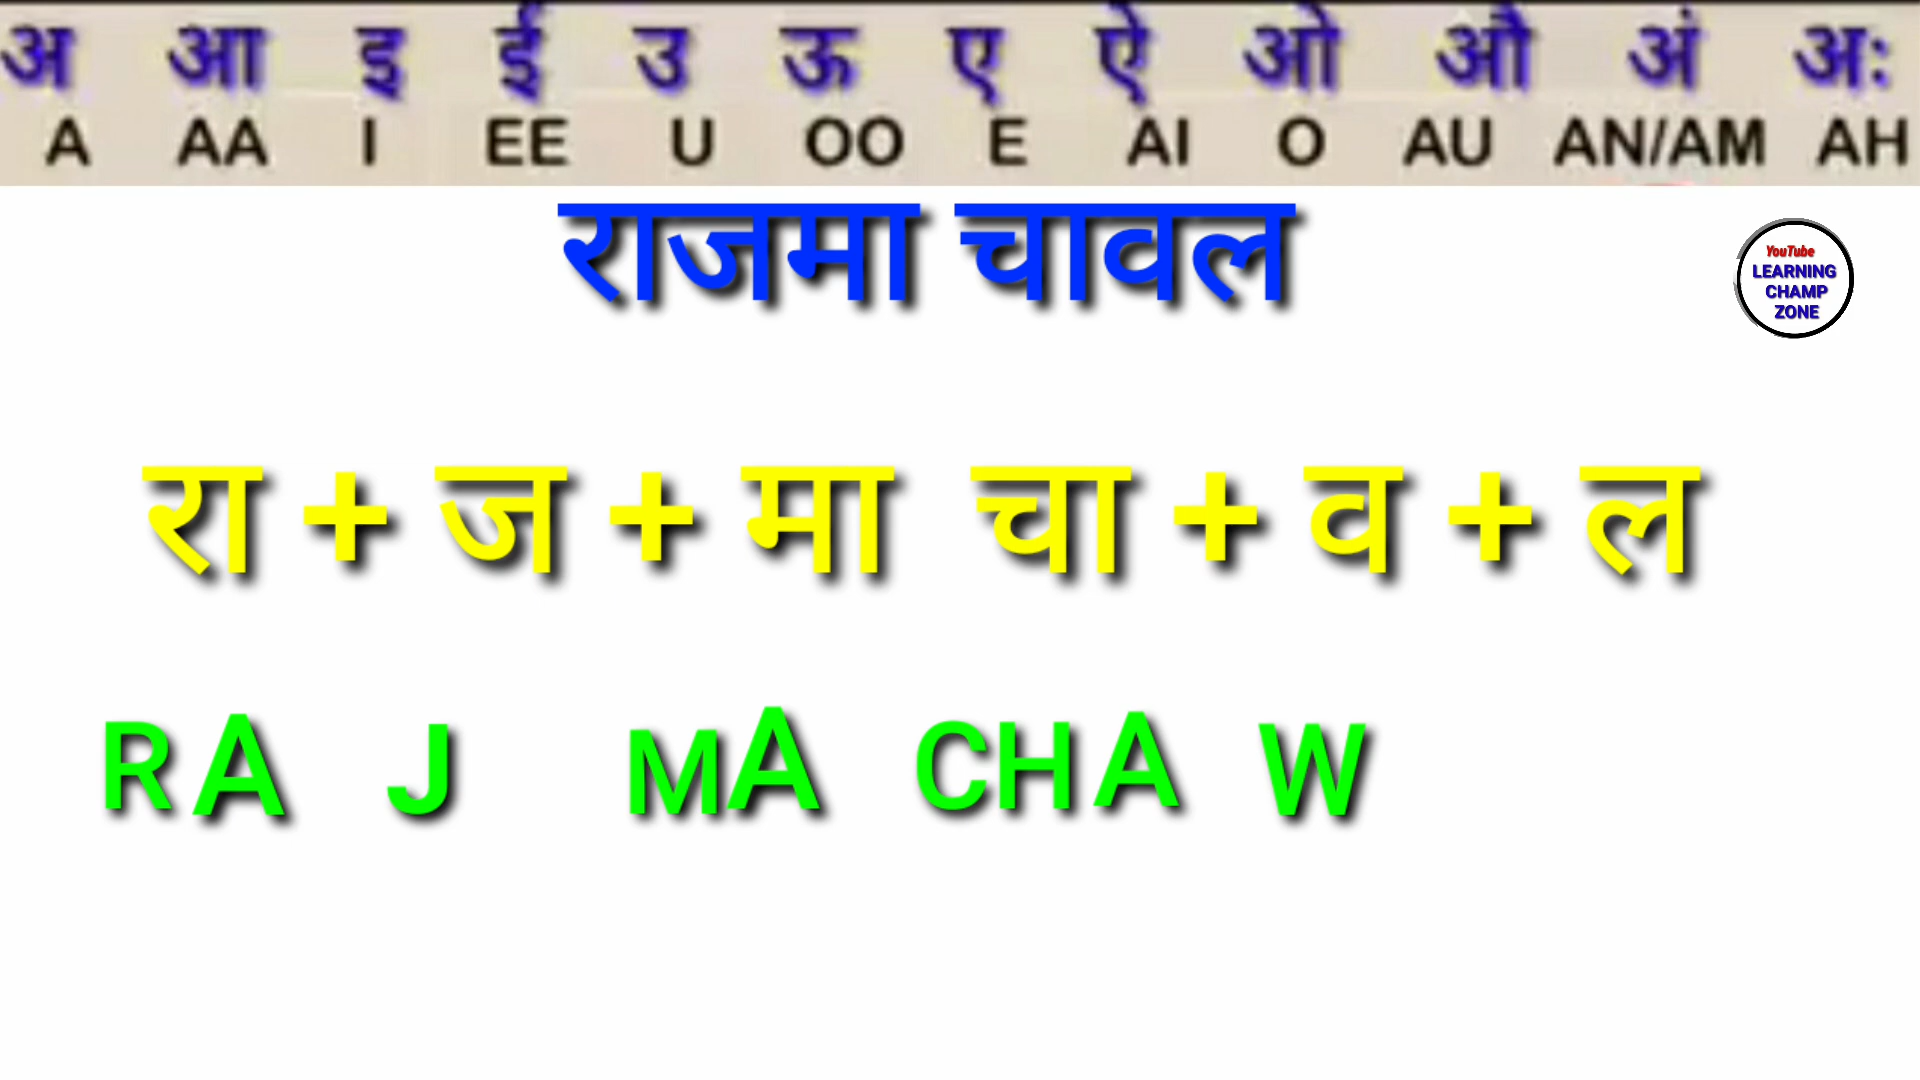 अ आ इ ई उ ऊ ए ऐ ओ औ अं अः
A AA I EE U OO E AI O AU AN/AM AH
राजमा चावल
YouTube
LEARNING
CHAMP
ZONE
रा + ज + मा चा + व + ल
RA J MA CHA W